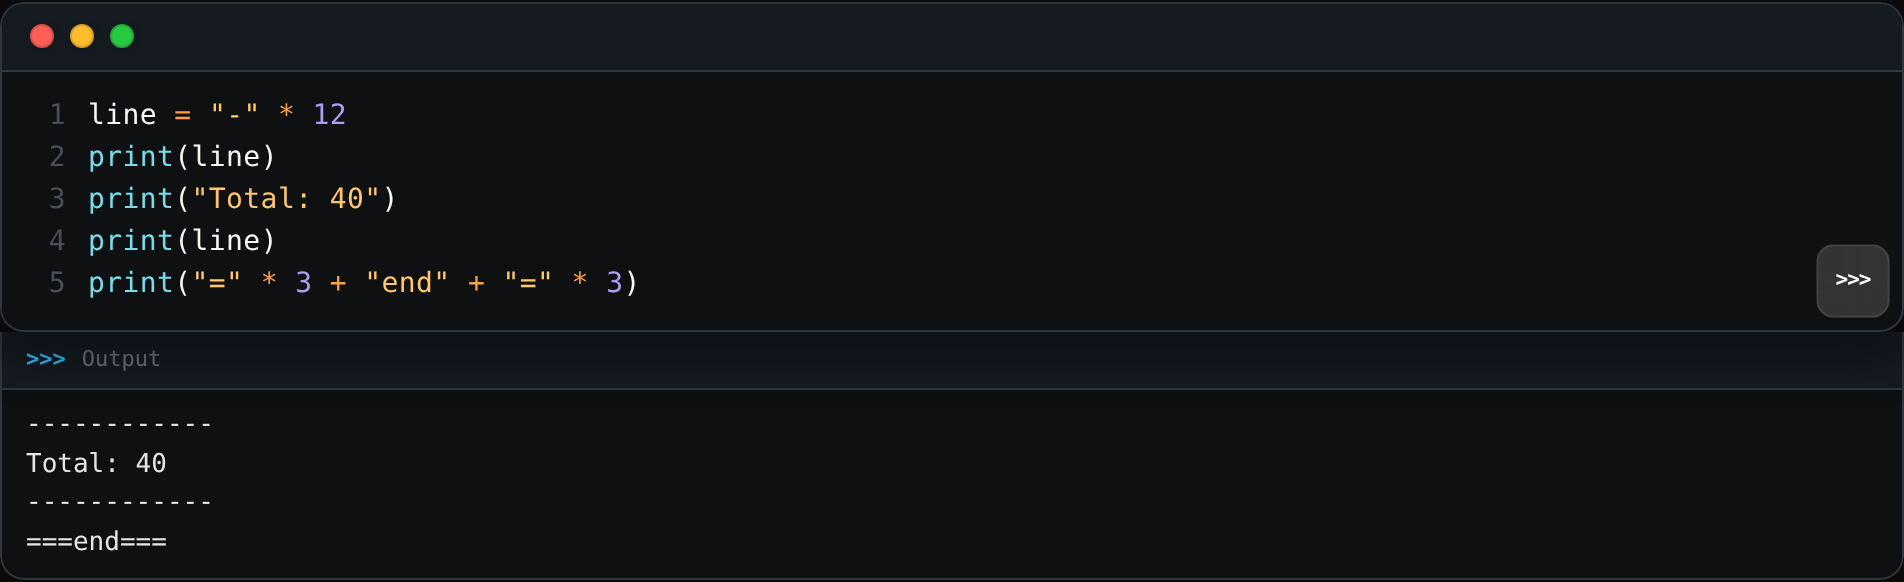 1 line = "-" * 12
2 print(line)
3 print("Total: 40")
4 print(line)
5 print("=" * 3 + "end" + "=" * 3)
>>>
>>> Output
------------
Total: 40
------------
===end===